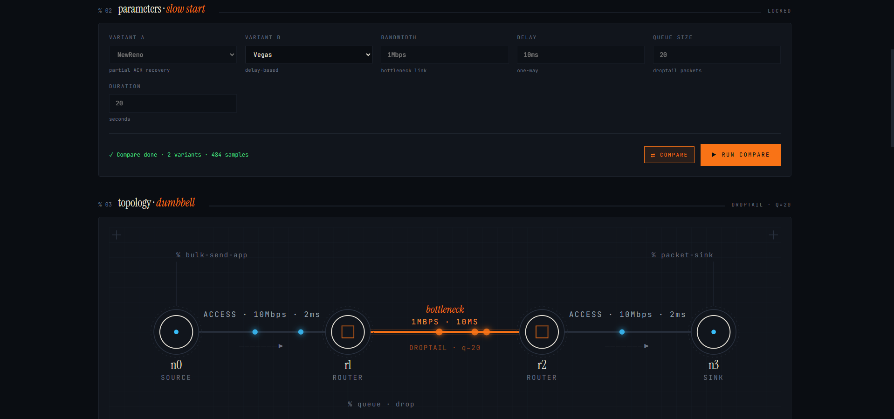 % 02 parameters · slow start LOCKED
VARIANT A VARIANT B BANDWIDTH DELAY QUEUE SIZE
NewReno Vegas 1Mbps 10ms 20
partial ACK recovery delay-based bottleneck link one-way droptail packets
DURATION
20
seconds
✓ Compare done · 2 variants · 484 samples ⇄ COMPARE ▶ RUN COMPARE
% 03 topology · dumbbell DROPTAIL · Q=20
% bulk-send-app % packet-sink
bottleneck
ACCESS · 10Mbps · 2ms 1MBPS · 10MS ACCESS · 10Mbps · 2ms
DROPTAIL · q=20
n0 r1 r2 n3
SOURCE ROUTER ROUTER SINK
% queue · drop